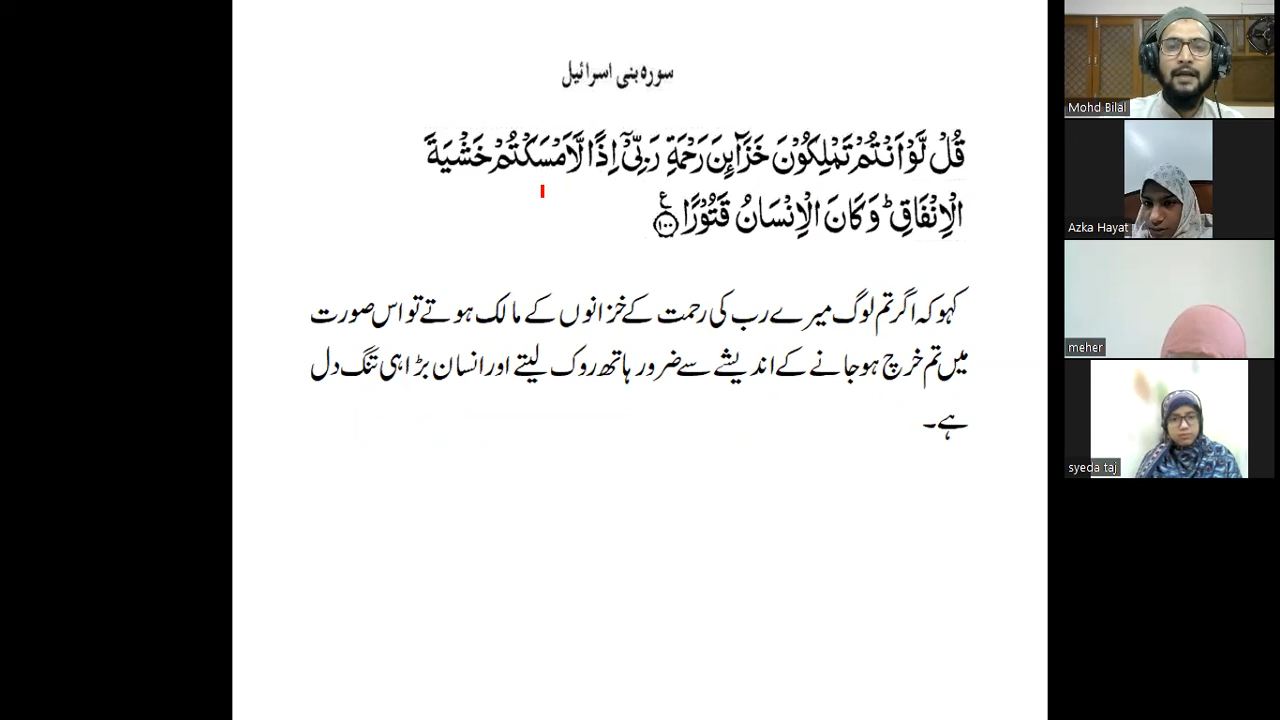 سورہ بنی اسرائیل
قُلْ لَّوْ اَنْتُمْ تَمْلِكُوْنَ خَزَآئِنَ رَحْمَةِ رَبِّیْۤ اِذًا لَّاَمْسَكْتُمْ خَشْیَةَ
الْاِنْفَاقِ ؕ وَ كَانَ الْاِنْسَانُ قَتُوْرًا ۠ ﴿۱۰۰﴾ ع
کہو کہ اگر تم لوگ میرے رب کی رحمت کے خزانوں کے مالک ہوتے تو اس صورت
میں تم خرچ ہو جانے کے اندیشے سے ضرور ہاتھ روک لیتے اور انسان بڑا ہی تنگ دل
ہے۔
Mohd Bilal
Azka Hayat
meher
syeda taj